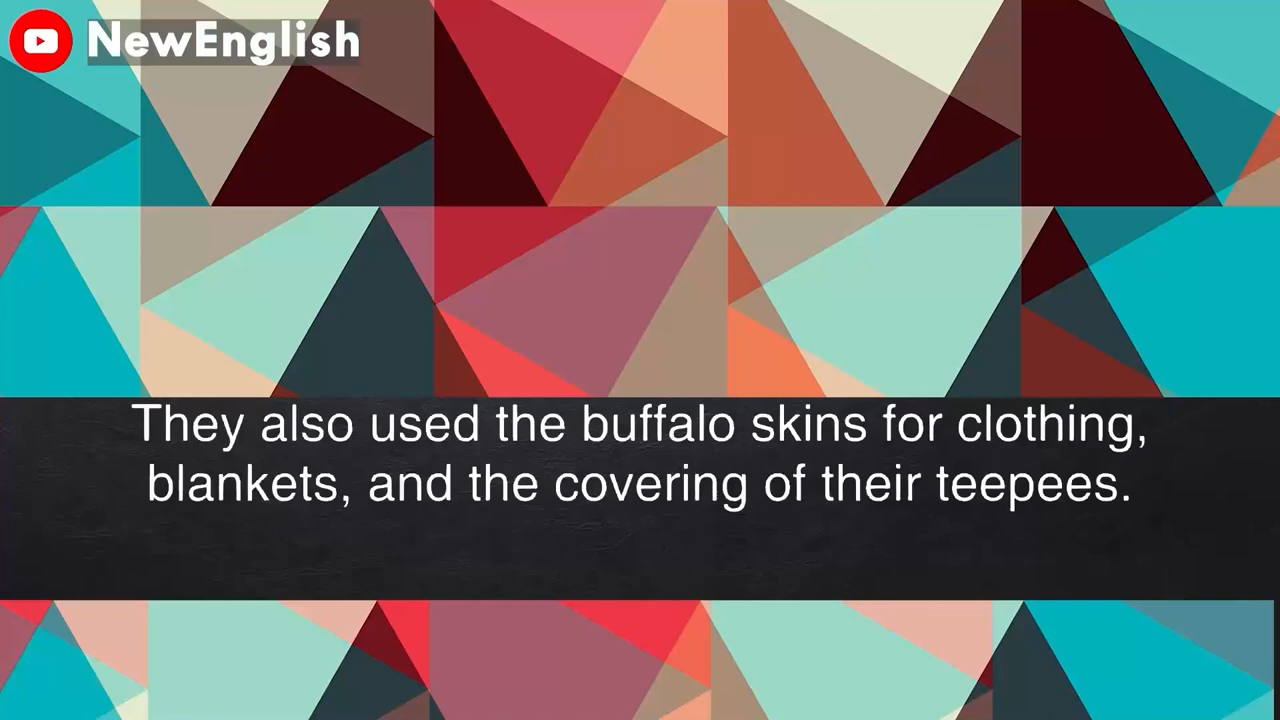 NewEnglish
They also used the buffalo skins for clothing,
blankets, and the covering of their teepees.